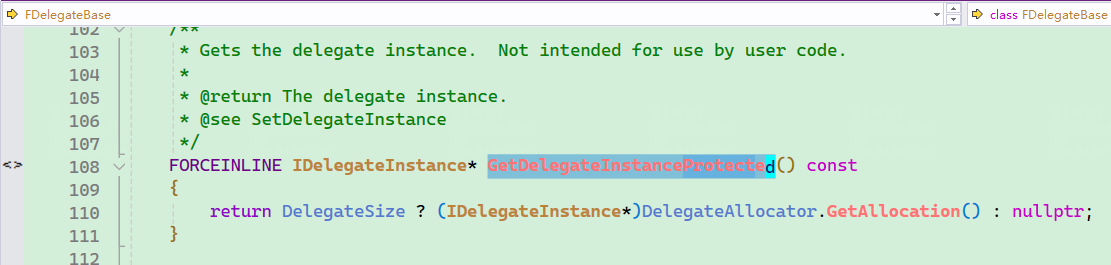 FDelegateBase
class FDelegateBase
102 /**
103 * Gets the delegate instance.  Not intended for use by user code.
104 *
105 * @return The delegate instance.
106 * @see SetDelegateInstance
107 */
108 FORCEINLINE IDelegateInstance* GetDelegateInstanceProtected() const
109 {
110 return DelegateSize ? (IDelegateInstance*)DelegateAllocator.GetAllocation() : nullptr;
111 }
112